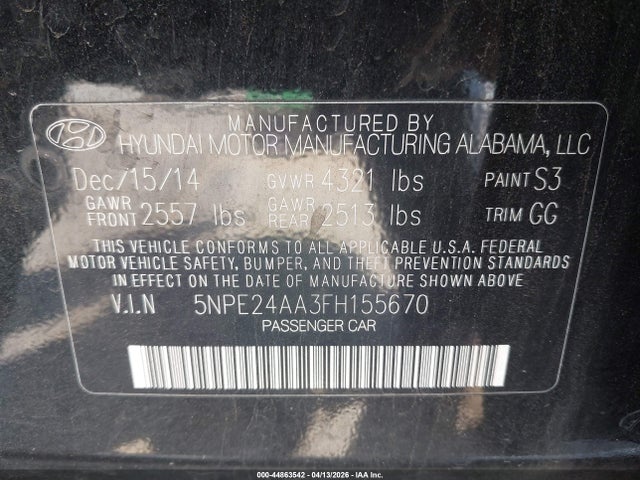 MANUFACTURED BY
HYUNDAI MOTOR MANUFACTURING ALABAMA, LLC
Dec/15/14 GVWR 4321 lbs PAINT S3
GAWR FRONT 2557 lbs GAWR REAR 2513 lbs TRIM GG
THIS VEHICLE CONFORMS TO ALL APPLICABLE U.S.A. FEDERAL
MOTOR VEHICLE SAFETY, BUMPER, AND THEFT PREVENTION STANDARDS
IN EFFECT ON THE DATE OF MANUFACTURE SHOWN ABOVE.
V.I.N 5NPE24AA3FH155670
PASSENGER CAR
000-44863542 - 04/13/2026 - IAA Inc.